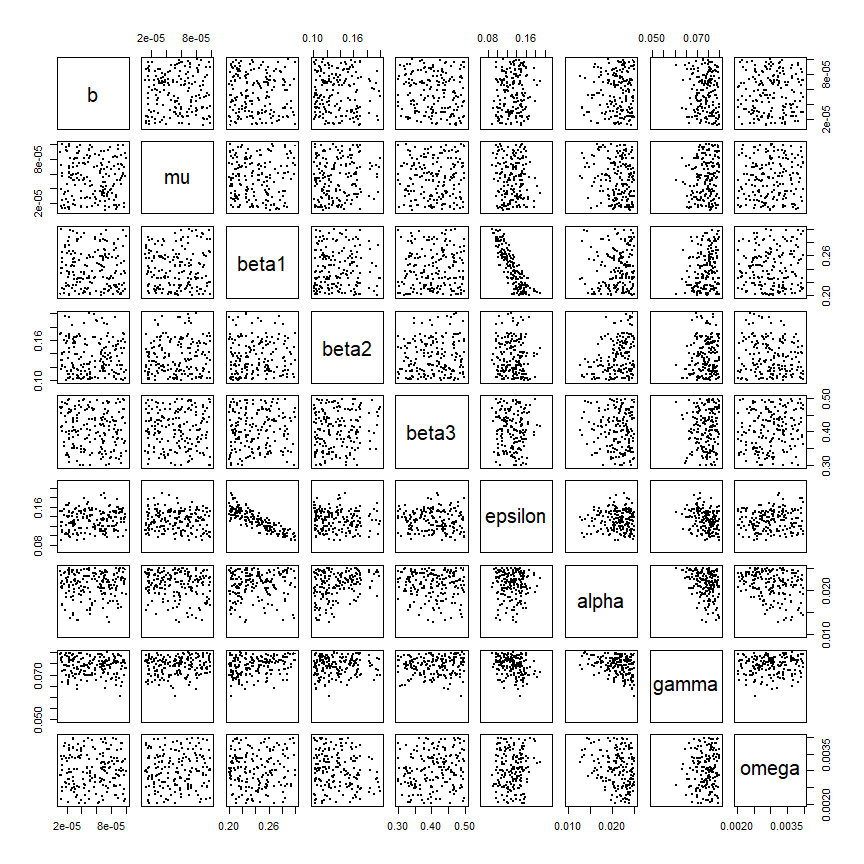 2e-05 8e-05 0.10 0.16 0.08 0.16 0.050 0.070
b
2e-05 8e-05
2e-05 8e-05
mu
beta1
0.20 0.26
0.10 0.16
beta2
beta3
0.30 0.40 0.50
0.08 0.16
epsilon
alpha
0.010 0.020
0.050 0.070
gamma
omega
0.0020 0.0035
2e-05 8e-05 0.20 0.26 0.30 0.40 0.50 0.010 0.020 0.0020 0.0035